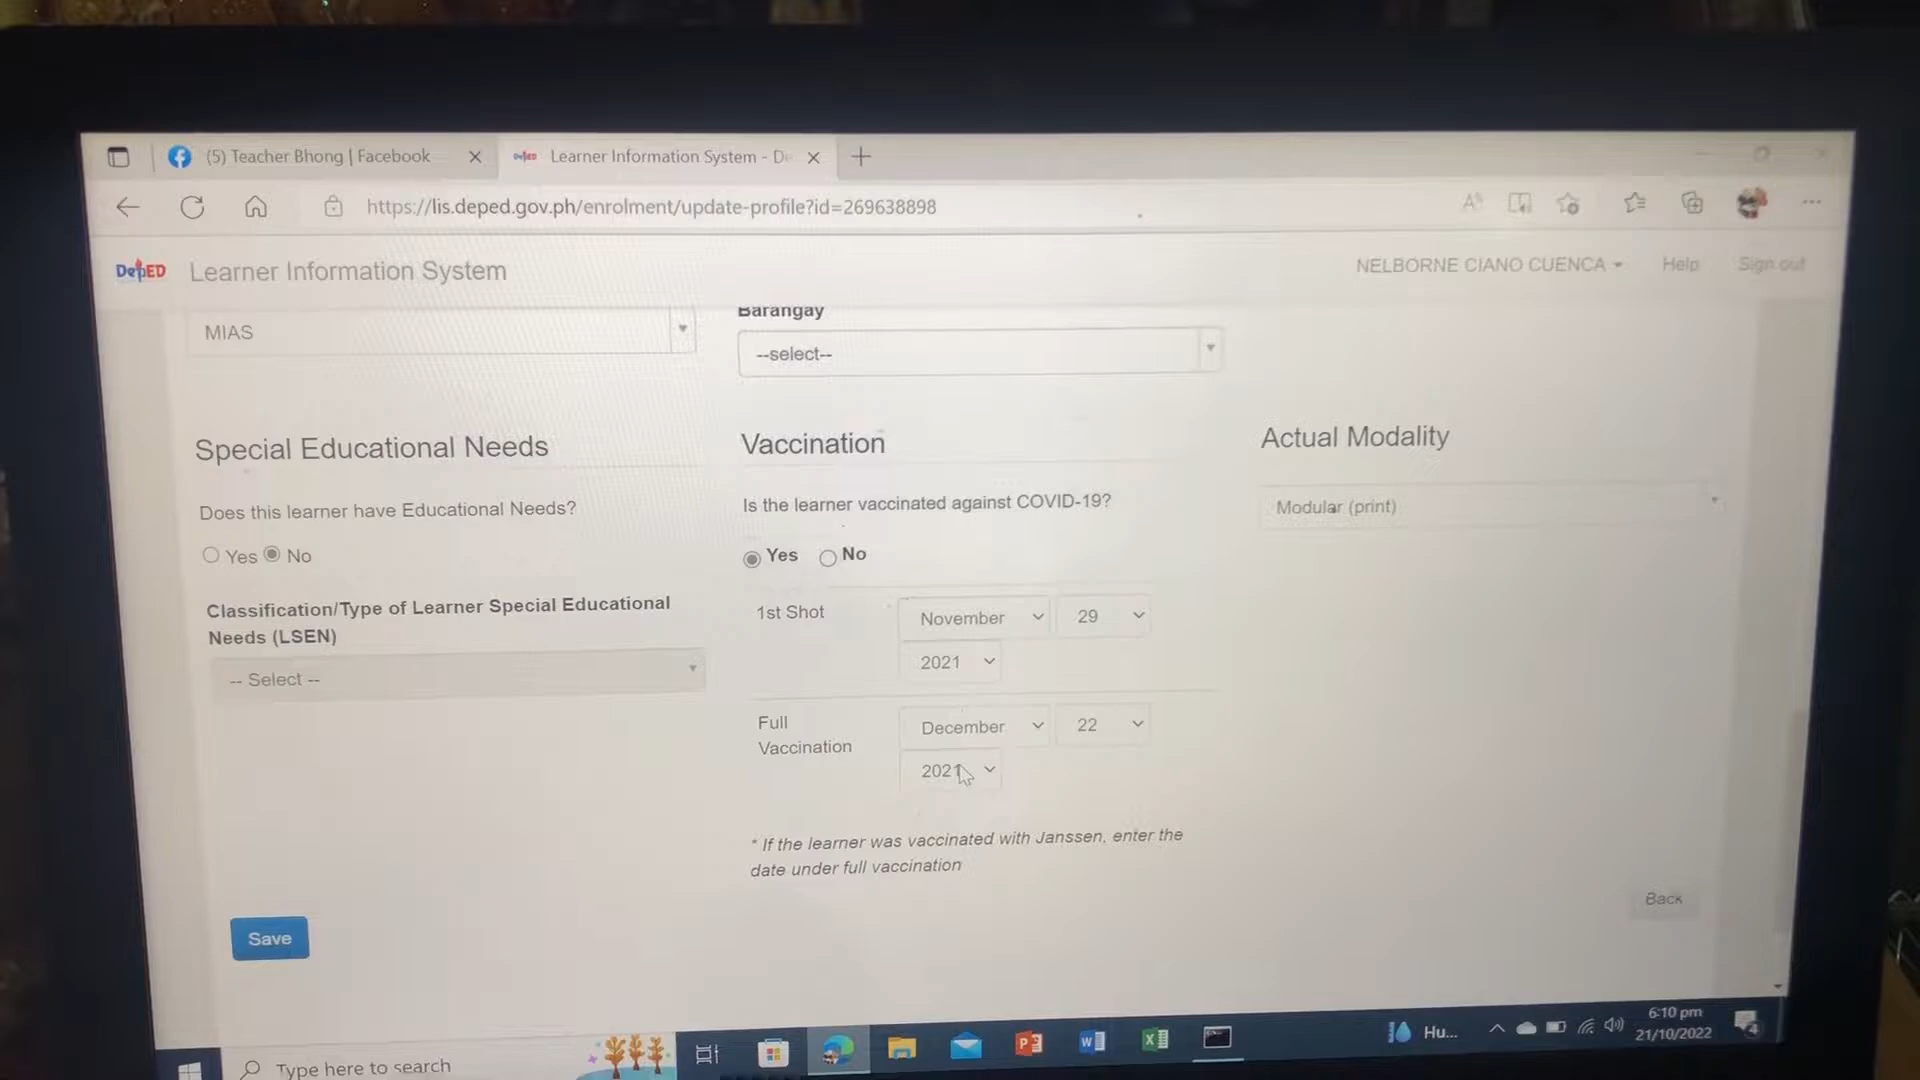 (5) Teacher Bhong | Facebook
Learner Information System - De
https://lis.deped.gov.ph/enrolment/update-profile?id=269638898
DepED Learner Information System
NELBORNE CIANO CUENCA
Help
Sign out
MIAS
Barangay
--select--
Special Educational Needs
Vaccination
Actual Modality
Does this learner have Educational Needs?
Is the learner vaccinated against COVID-19?
Modular (print)
Yes No
Yes No
Classification/Type of Learner Special Educational
Needs (LSEN)
-- Select --
1st Shot
November 29
2021
Full
Vaccination
December 22
2021
* If the learner was vaccinated with Janssen, enter the
date under full vaccination
Back
Save
Type here to search
Hu...
6:10 pm
21/10/2022
4